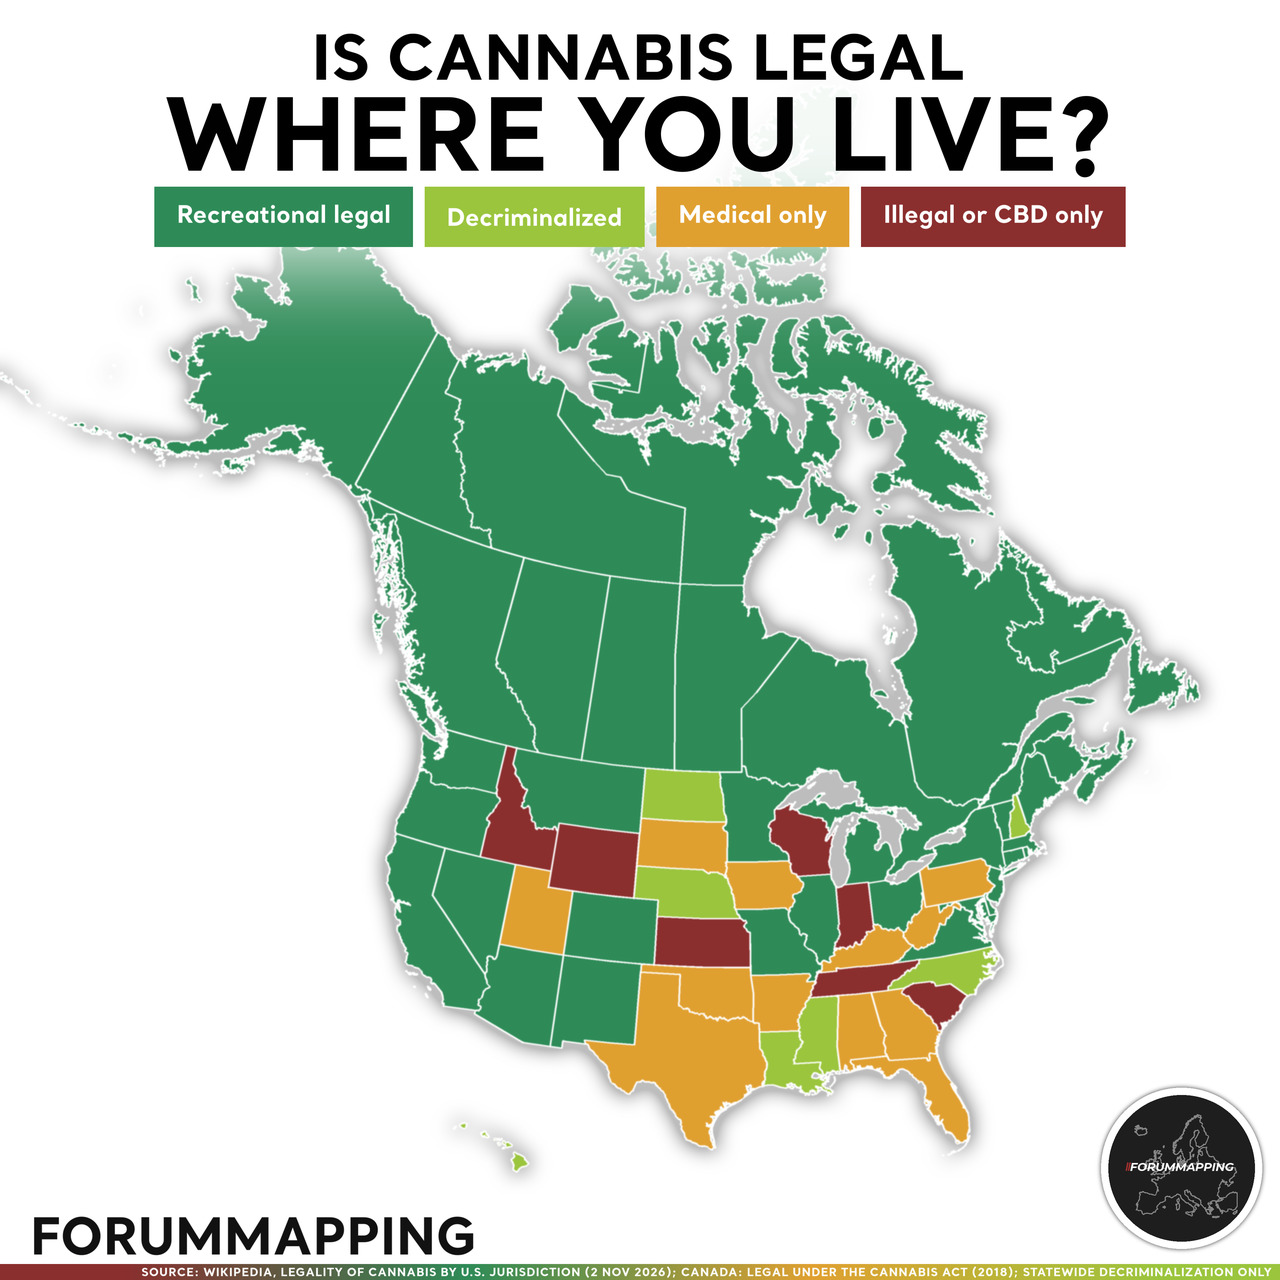 IS CANNABIS LEGAL
WHERE YOU LIVE?
Recreational legal
Decriminalized
Medical only
Illegal or CBD only
//FORUMMAPPING
FORUMMAPPING
SOURCE: WIKIPEDIA, LEGALITY OF CANNABIS BY U.S. JURISDICTION (2 NOV 2026); CANADA: LEGAL UNDER THE CANNABIS ACT (2018); STATEWIDE DECRIMINALIZATION ONLY